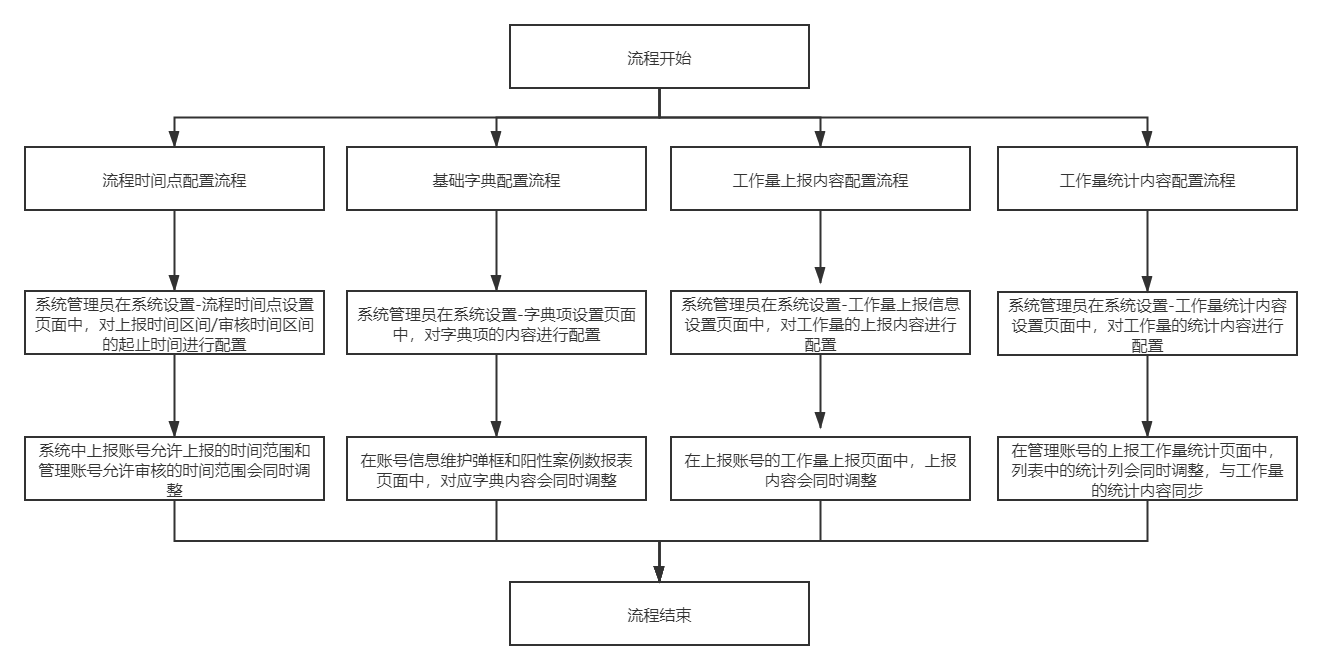 流程开始
流程时间点配置流程
基础字典配置流程
工作量上报内容配置流程
工作量统计内容配置流程
系统管理员在系统设置-流程时间点设置
页面中，对上报时间区间/审核时间区间
的起止时间进行配置
系统管理员在系统设置-字典项设置页面
中，对字典项的内容进行配置
系统管理员在系统设置-工作量上报信息
设置页面中，对工作量的上报内容进行
配置
系统管理员在系统设置-工作量统计内容
设置页面中，对工作量的统计内容进行
配置
系统中上报账号允许上报的时间范围和
管理账号允许审核的时间范围会同时调
整
在账号信息维护弹框和阳性案例数报表
页面中，对应字典内容会同时调整
在上报账号的工作量上报页面中，上报
内容会同时调整
在管理账号的上报工作量统计页面中，
列表中的统计列会同时调整，与工作量
的统计内容同步
流程结束